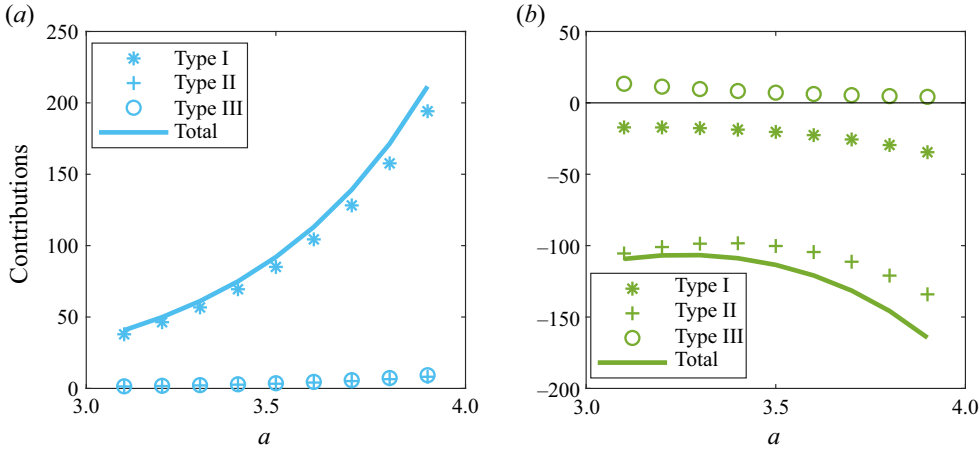 (a)
250
200
150
100
50
0
3.0
3.5
4.0
a
Contributions
Type I
Type II
Type III
Total
(b)
50
0
−50
−100
−150
−200
3.0
3.5
4.0
a
Type I
Type II
Type III
Total